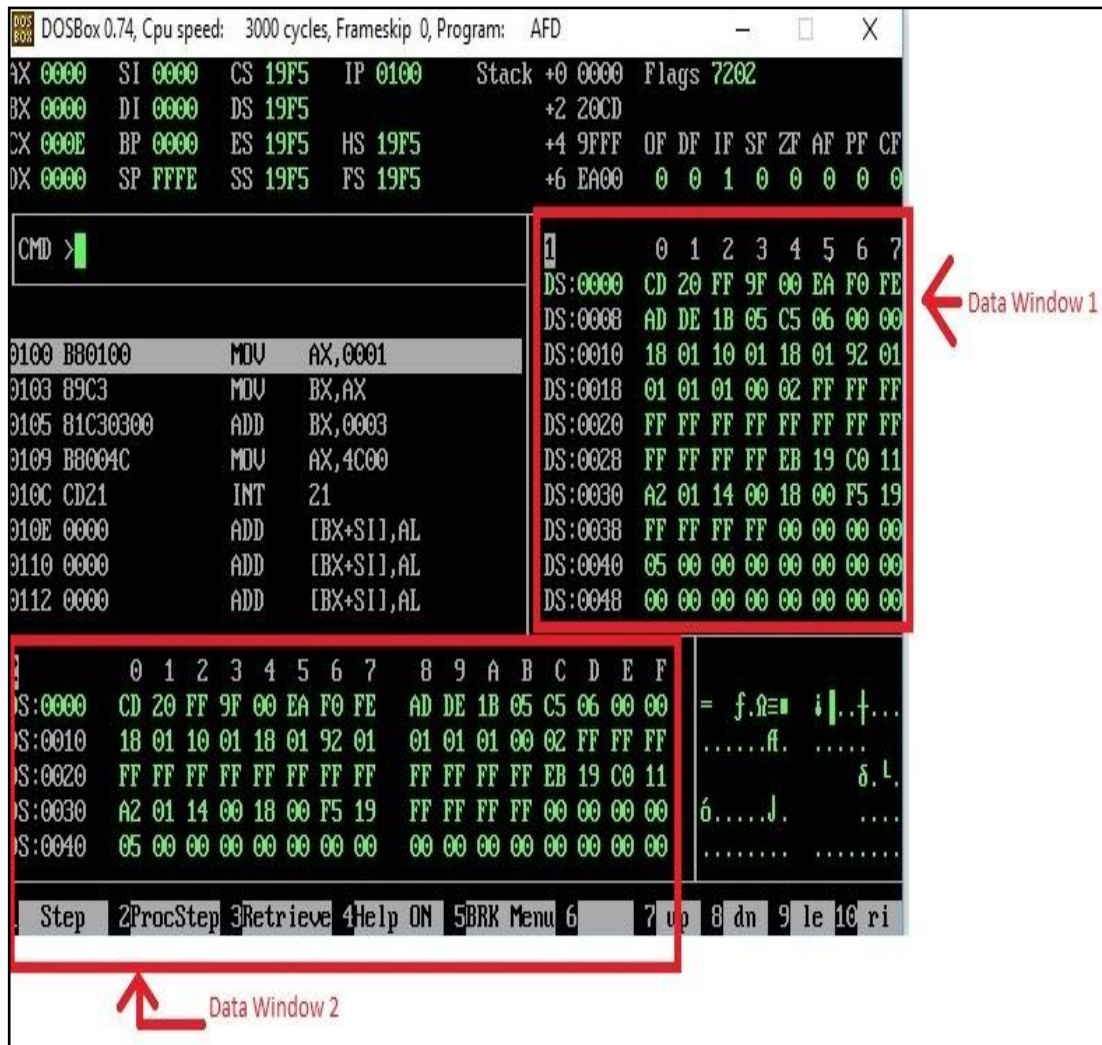 DOSBox 0.74, Cpu speed: 3000 cycles, Frameskip 0, Program: AFD
AX 0000 SI 0000 CS 19F5 IP 0100 Stack +0 0000 Flags 7202
BX 0000 DI 0000 DS 19F5 +2 20CD
CX 000E BP 0000 ES 19F5 HS 19F5 +4 9FFF OF DF IF SF ZF AF PF CF
DX 0000 SP FFFE SS 19F5 FS 19F5 +6 EA00 0 0 1 0 0 0 0 0
CMD >
0100 B80100 MOV AX,0001
0103 89C3 MOV BX,AX
0105 81C30300 ADD BX,0003
0109 B8004C MOV AX,4C00
010C CD21 INT 21
010E 0000 ADD [BX+SI],AL
0110 0000 ADD [BX+SI],AL
0112 0000 ADD [BX+SI],AL
1 0 1 2 3 4 5 6 7
DS:0000 CD 20 FF 9F 00 EA F0 FE
DS:0008 AD DE 1B 05 C5 06 00 00
DS:0010 18 01 10 01 18 01 92 01
DS:0018 01 01 01 00 02 FF FF FF
DS:0020 FF FF FF FF FF FF FF FF
DS:0028 FF FF FF FF EB 19 C0 11
DS:0030 A2 01 14 00 18 00 F5 19
DS:0038 FF FF FF FF 00 00 00 00
DS:0040 05 00 00 00 00 00 00 00
DS:0048 00 00 00 00 00 00 00 00
Data Window 1
0 1 2 3 4 5 6 7 8 9 A B C D E F
DS:0000 CD 20 FF 9F 00 EA F0 FE AD DE 1B 05 C5 06 00 00
DS:0010 18 01 10 01 18 01 92 01 01 01 01 00 02 FF FF FF
DS:0020 FF FF FF FF FF FF FF FF FF FF FF FF EB 19 C0 11
DS:0030 A2 01 14 00 18 00 F5 19 FF FF FF FF 00 00 00 00
DS:0040 05 00 00 00 00 00 00 00 00 00 00 00 00 00 00 00
= ƒ.Ω≡■ ¡▐..┼...
......ff. .....
δ.└.
ó.....⌡. ....
........ ........
1 Step 2ProcStep 3Retrieve 4Help ON 5BRK Menu 6 7 up 8 dn 9 le 10 ri
Data Window 2